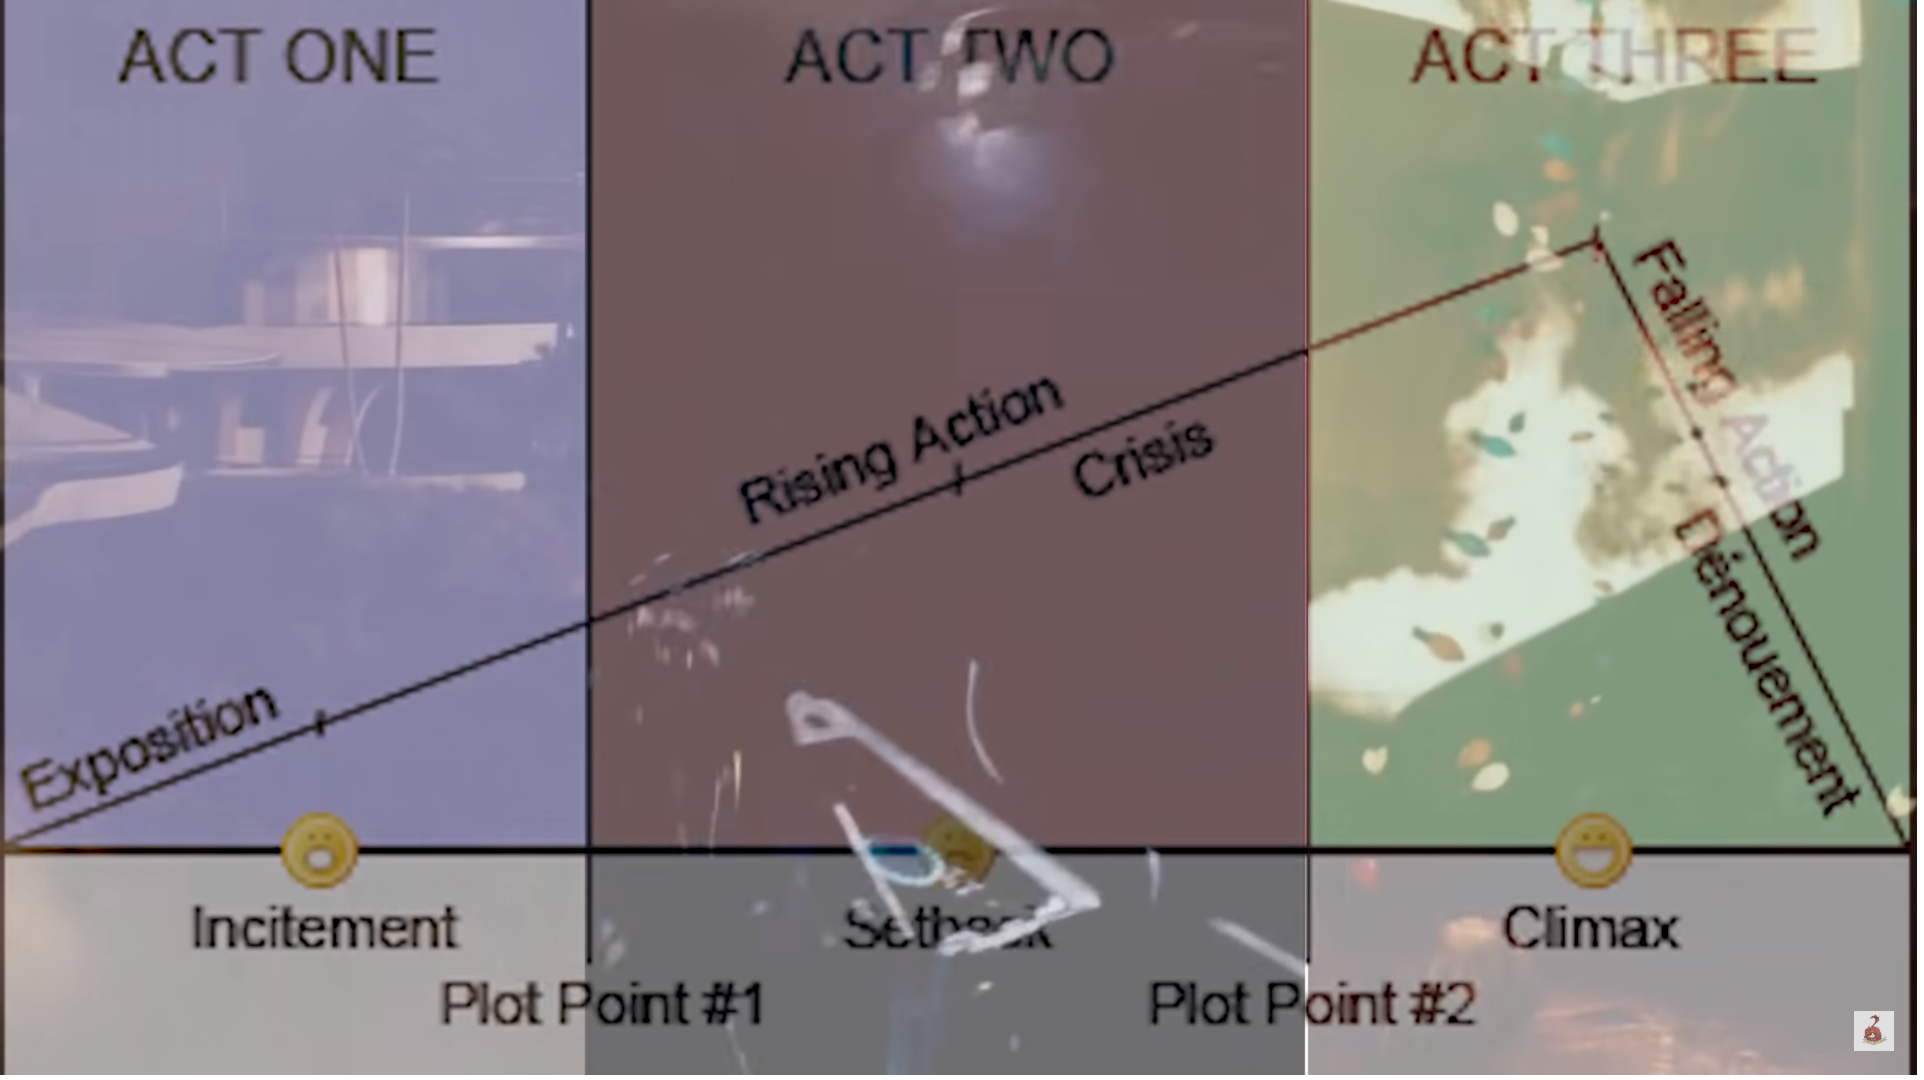 ACT ONE
ACT TWO
ACT THREE
Exposition
Rising Action
Crisis
Falling Action
Dénouement
Incitement
Setback
Climax
Plot Point #1
Plot Point #2